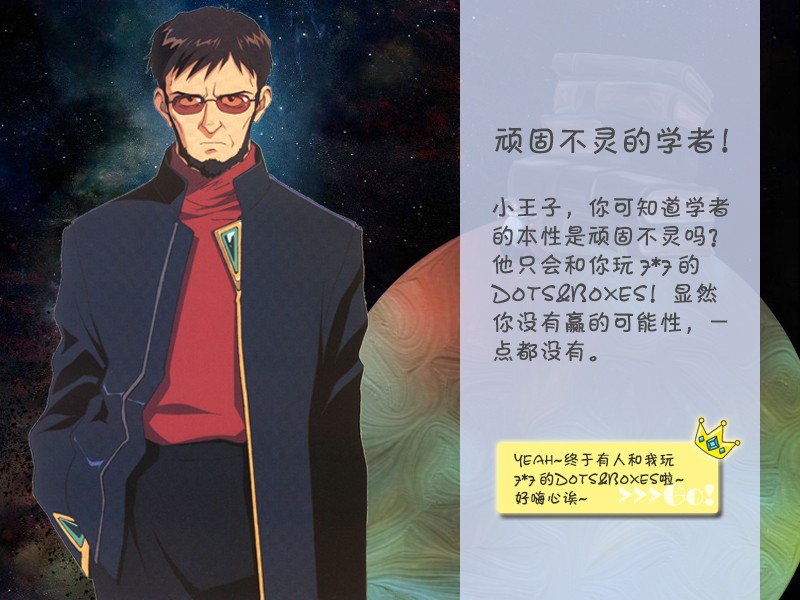 顽固不灵的学者！
小王子，你可知道学者
的本性是顽固不灵吗？
他只会和你玩 7*7 的
DOTS&BOXES！显然
你没有赢的可能性，一
点都没有。
YEAH~终于有人和我玩
7*7 的DOTS&BOXES啦~
好嗨心诶~ >>>Go!